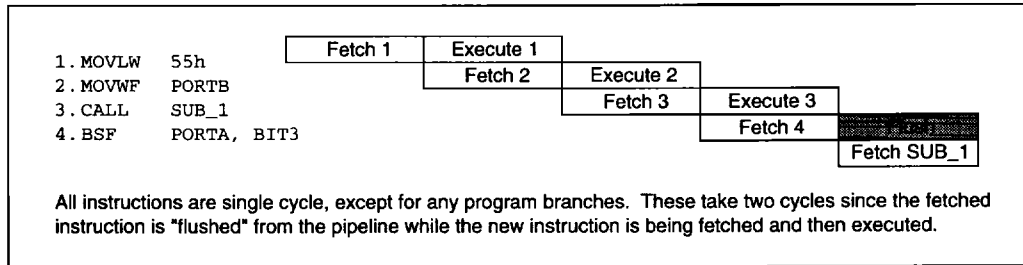 Fetch 1 Execute 1
1. MOVLW 55h
Fetch 2 Execute 2
2. MOVWF PORTB
Fetch 3 Execute 3
3. CALL SUB_1
Fetch 4
4. BSF PORTA, BIT3
Fetch SUB_1
All instructions are single cycle, except for any program branches. These take two cycles since the fetched
instruction is "flushed" from the pipeline while the new instruction is being fetched and then executed.